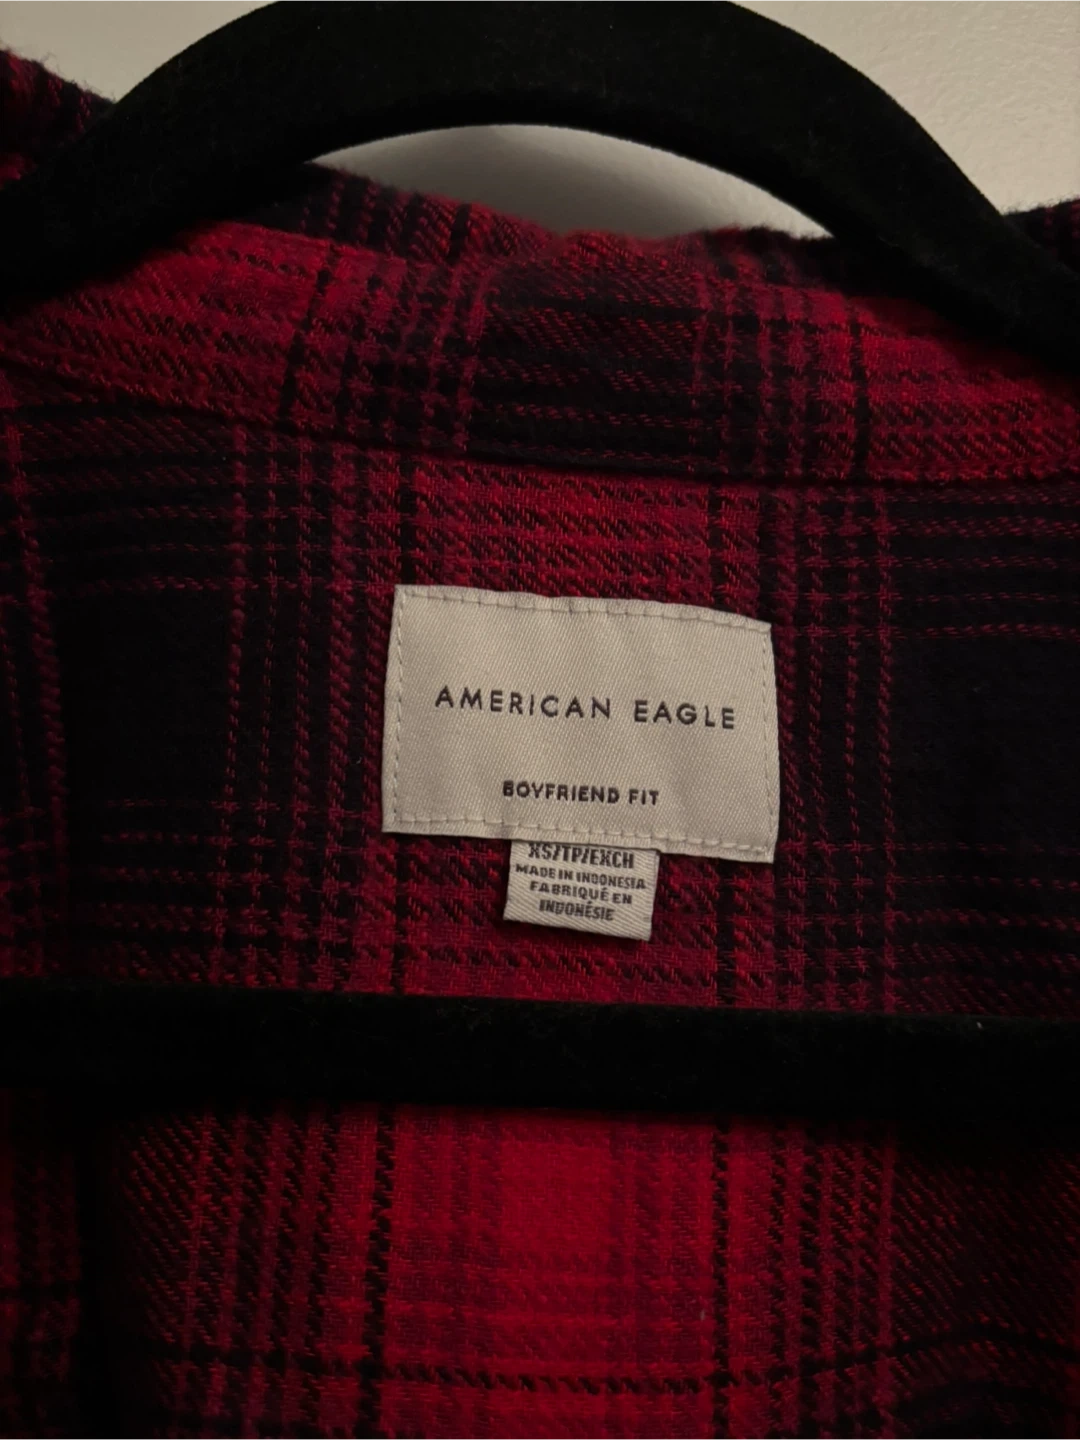 AMERICAN EAGLE
BOYFRIEND FIT
XS/TP/EXCH
MADE IN INDONESIA
FABRIQUÉ EN
INDONÉSIE